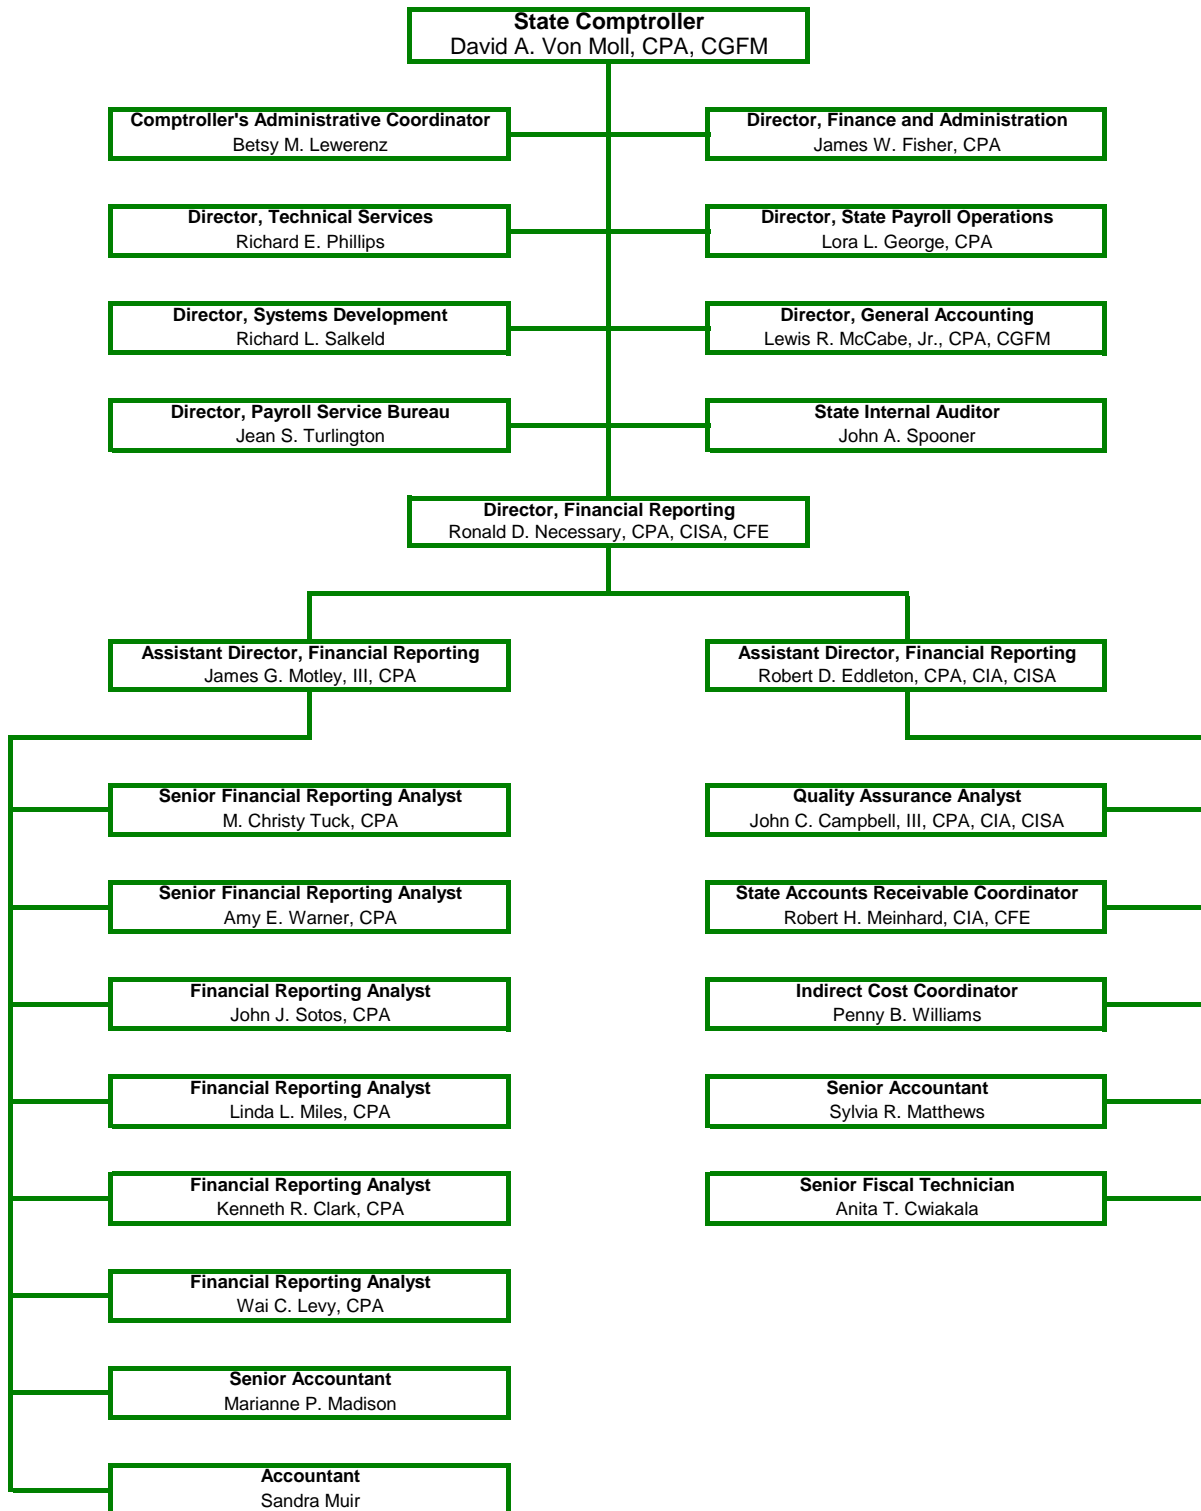 State Comptroller
David A. Von Moll, CPA, CGFM
Comptroller's Administrative Coordinator
Betsy M. Lewerenz
Director, Finance and Administration
James W. Fisher, CPA
Director, Technical Services
Richard E. Phillips
Director, State Payroll Operations
Lora L. George, CPA
Director, Systems Development
Richard L. Salkeld
Director, General Accounting
Lewis R. McCabe, Jr., CPA, CGFM
Director, Payroll Service Bureau
Jean S. Turlington
State Internal Auditor
John A. Spooner
Director, Financial Reporting
Ronald D. Necessary, CPA, CISA, CFE
Assistant Director, Financial Reporting
James G. Motley, III, CPA
Assistant Director, Financial Reporting
Robert D. Eddleton, CPA, CIA, CISA
Senior Financial Reporting Analyst
M. Christy Tuck, CPA
Senior Financial Reporting Analyst
Amy E. Warner, CPA
Financial Reporting Analyst
John J. Sotos, CPA
Financial Reporting Analyst
Linda L. Miles, CPA
Financial Reporting Analyst
Kenneth R. Clark, CPA
Financial Reporting Analyst
Wai C. Levy, CPA
Senior Accountant
Marianne P. Madison
Accountant
Sandra Muir
Quality Assurance Analyst
John C. Campbell, III, CPA, CIA, CISA
State Accounts Receivable Coordinator
Robert H. Meinhard, CIA, CFE
Indirect Cost Coordinator
Penny B. Williams
Senior Accountant
Sylvia R. Matthews
Senior Fiscal Technician
Anita T. Cwiakala